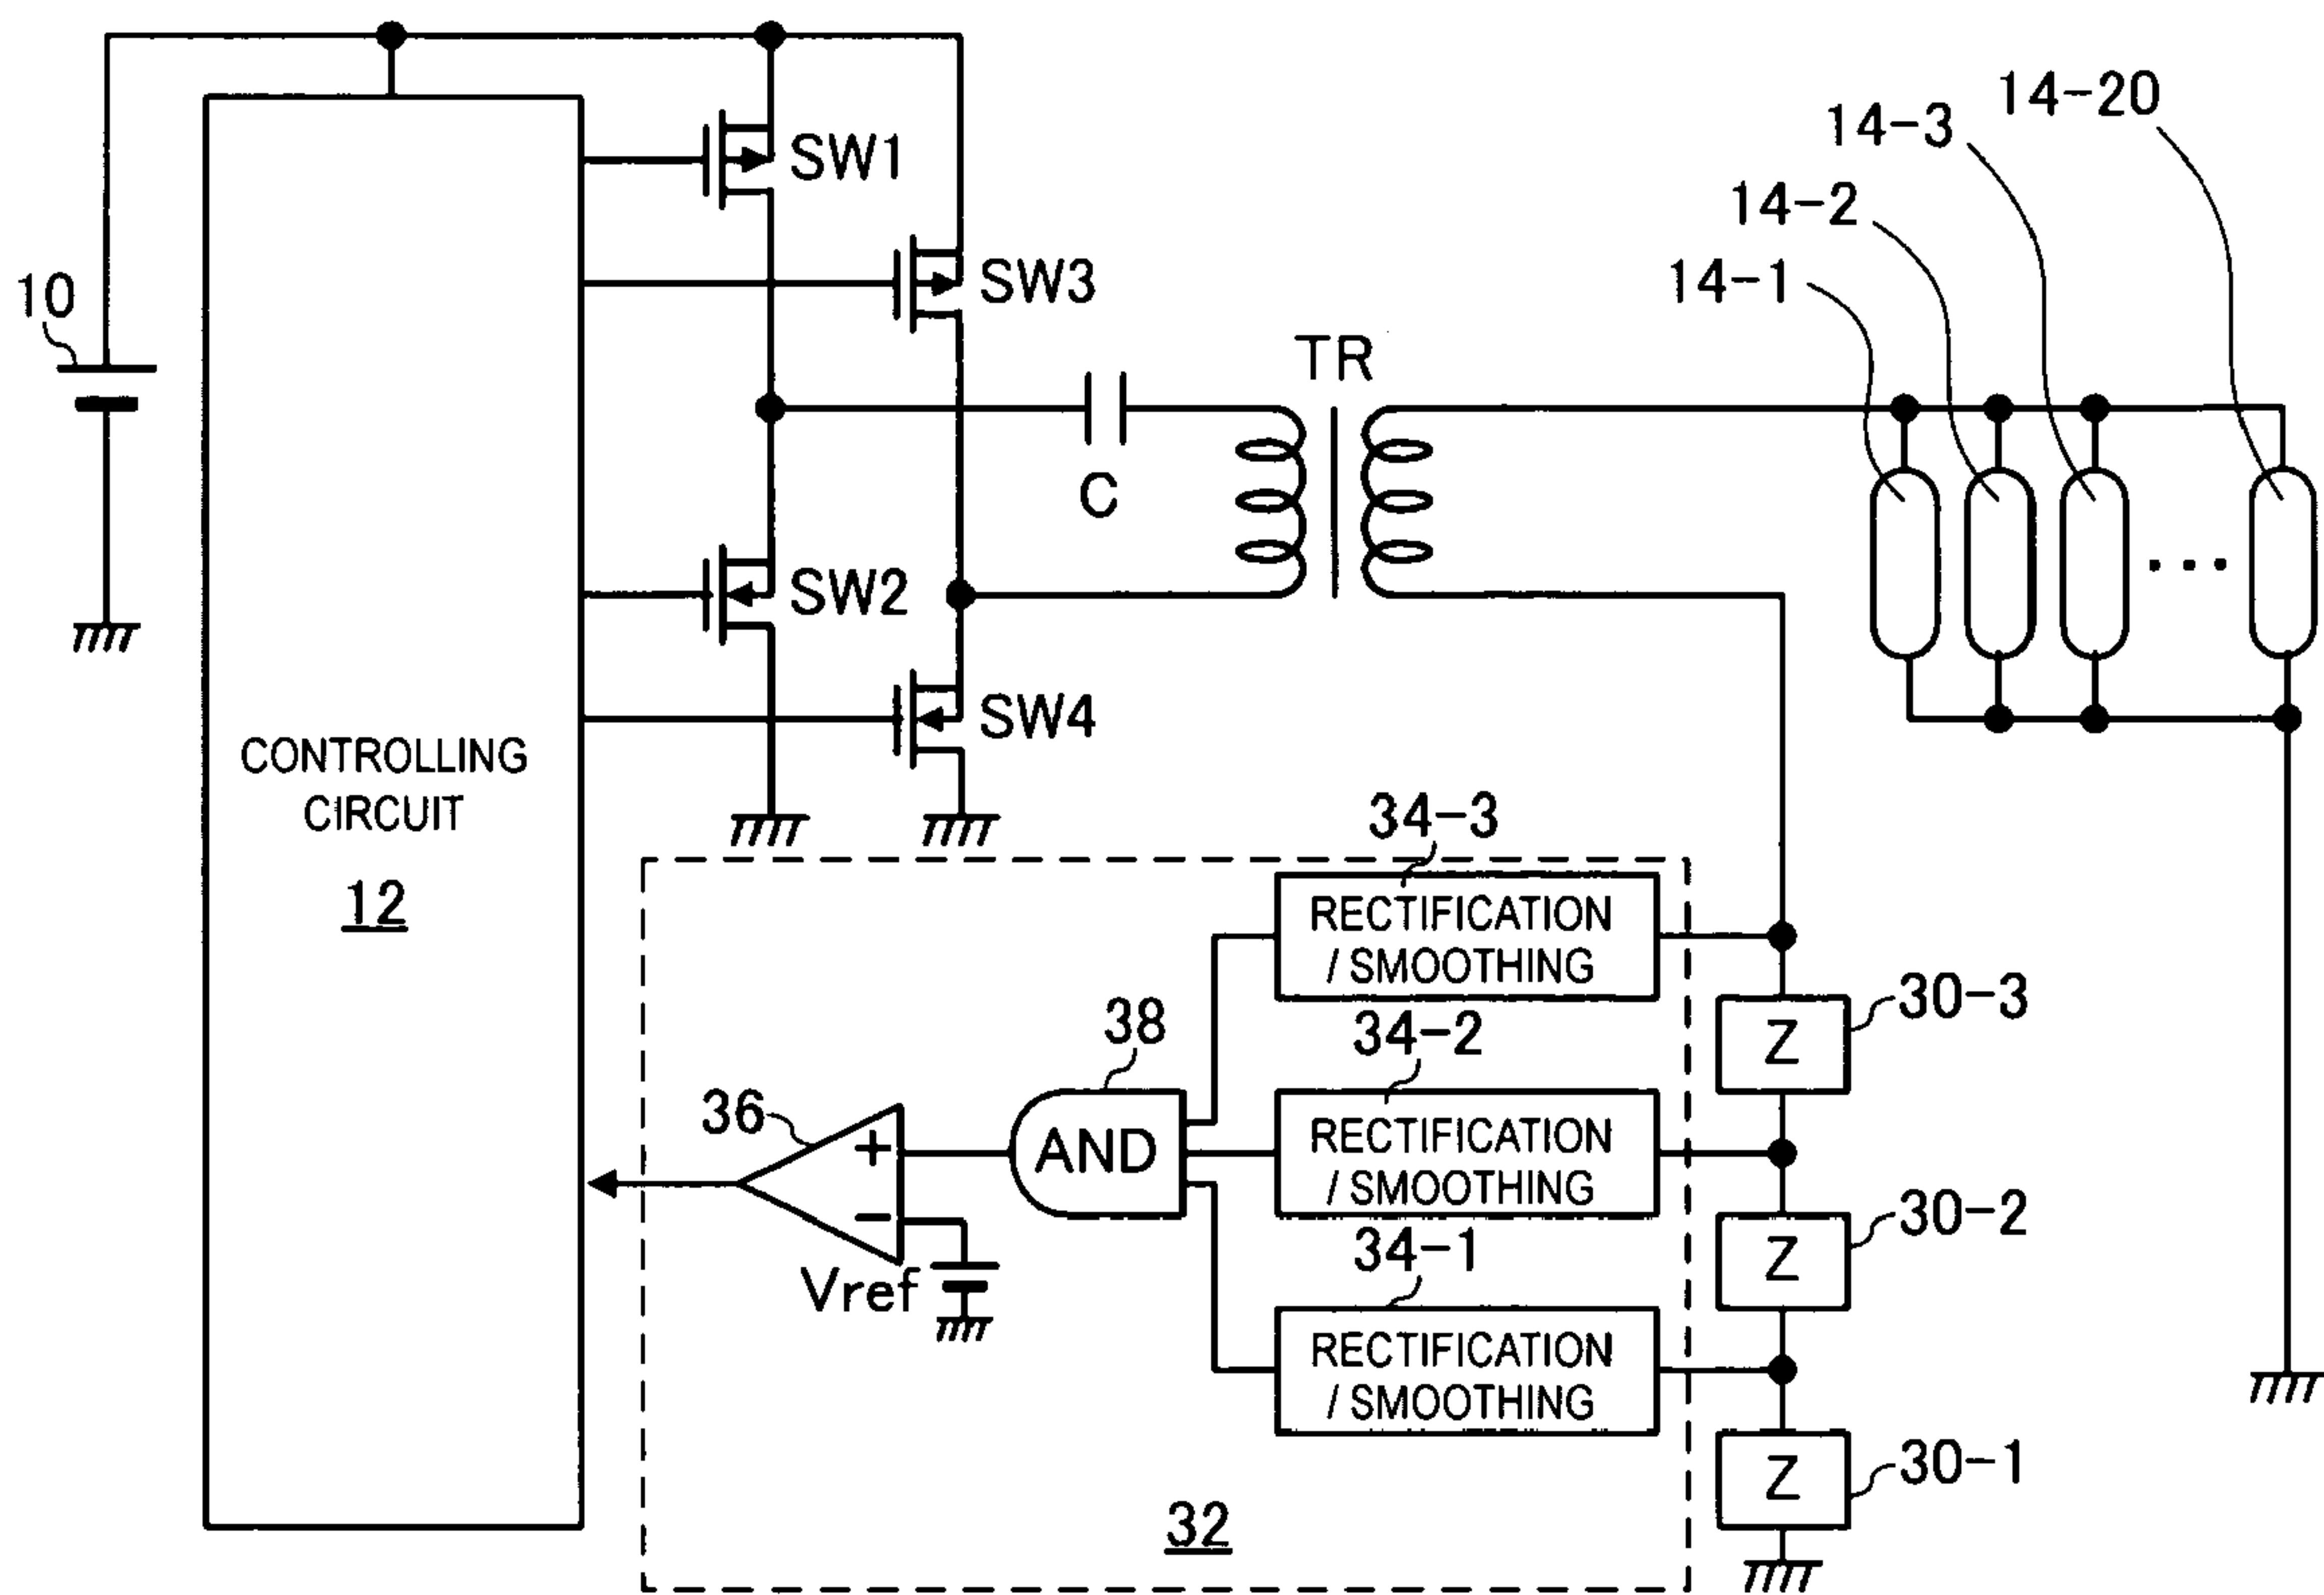 14-20
14-3
14-2
14-1
SW1
SW3
10
TR
C
SW2
SW4
CONTROLLING
CIRCUIT
12
34-3
RECTIFICATION
/ SMOOTHING
30-3
Z
38
34-2
36
AND
RECTIFICATION
/ SMOOTHING
+
−
30-2
Z
34-1
Vref
RECTIFICATION
/ SMOOTHING
30-1
Z
32